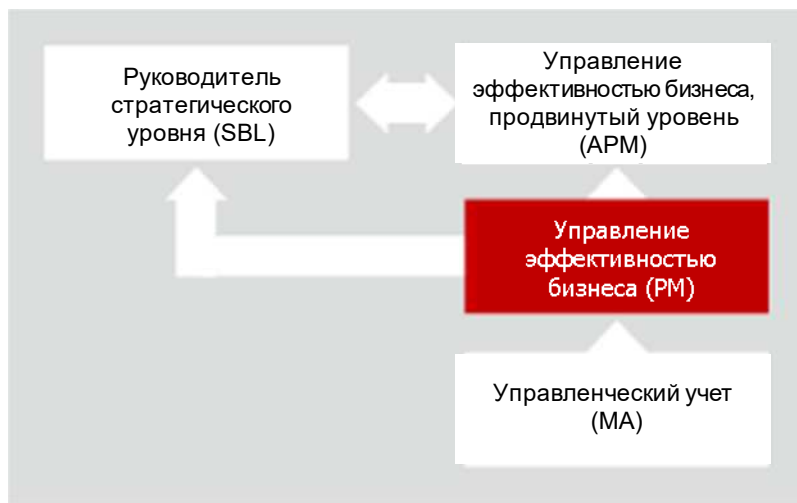 Руководитель
стратегического
уровня (SBL)
Управление
эффективностью бизнеса,
продвинутый уровень
(APM)
Управление
эффективностью
бизнеса (PM)
Управленческий учет
(MA)